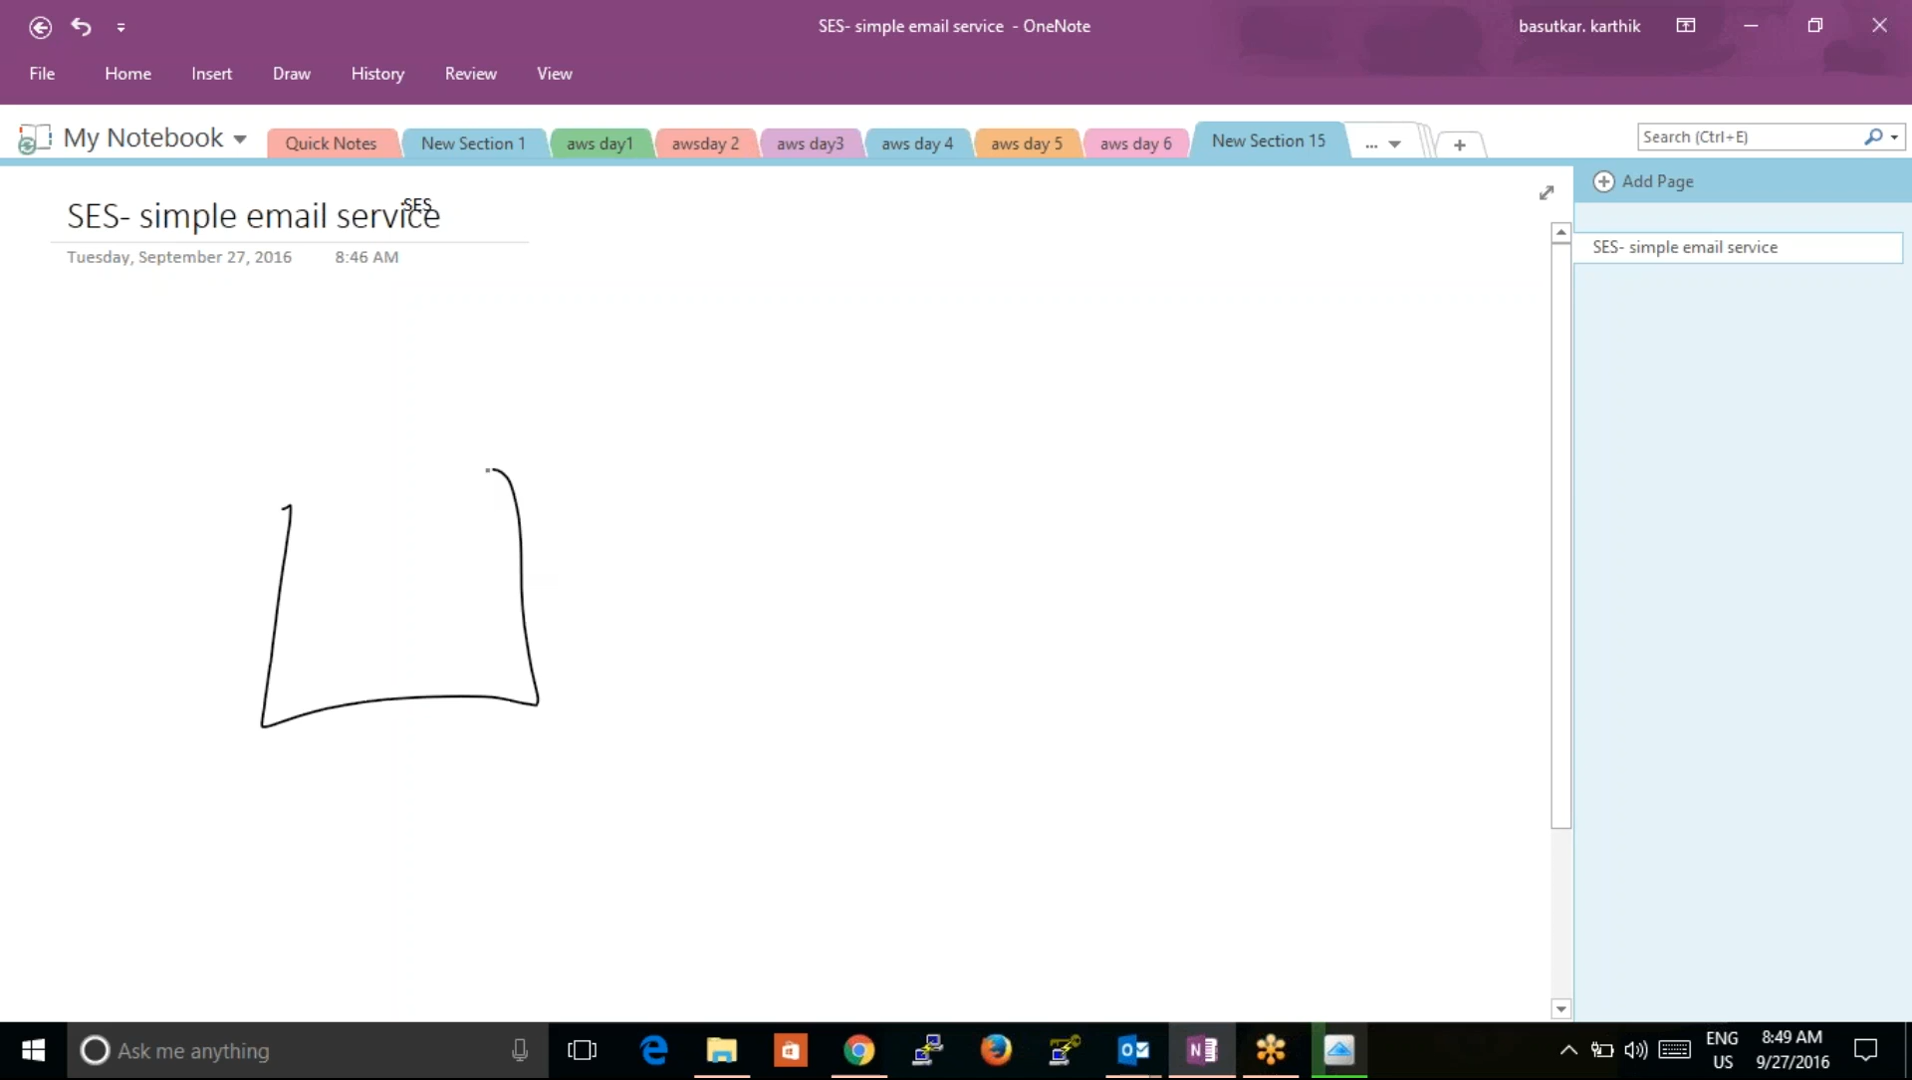 SES- simple email service - OneNote
basutkar. karthik
File Home Insert Draw History Review View
My Notebook
Quick Notes
New Section 1
aws day1
awsday 2
aws day3
aws day 4
aws day 5
aws day 6
New Section 15
...
Search (Ctrl+E)
Add Page
SES- simple email service
SES- simple email service
SES
Tuesday, September 27, 2016 8:46 AM
Ask me anything
ENG
US
8:49 AM
9/27/2016